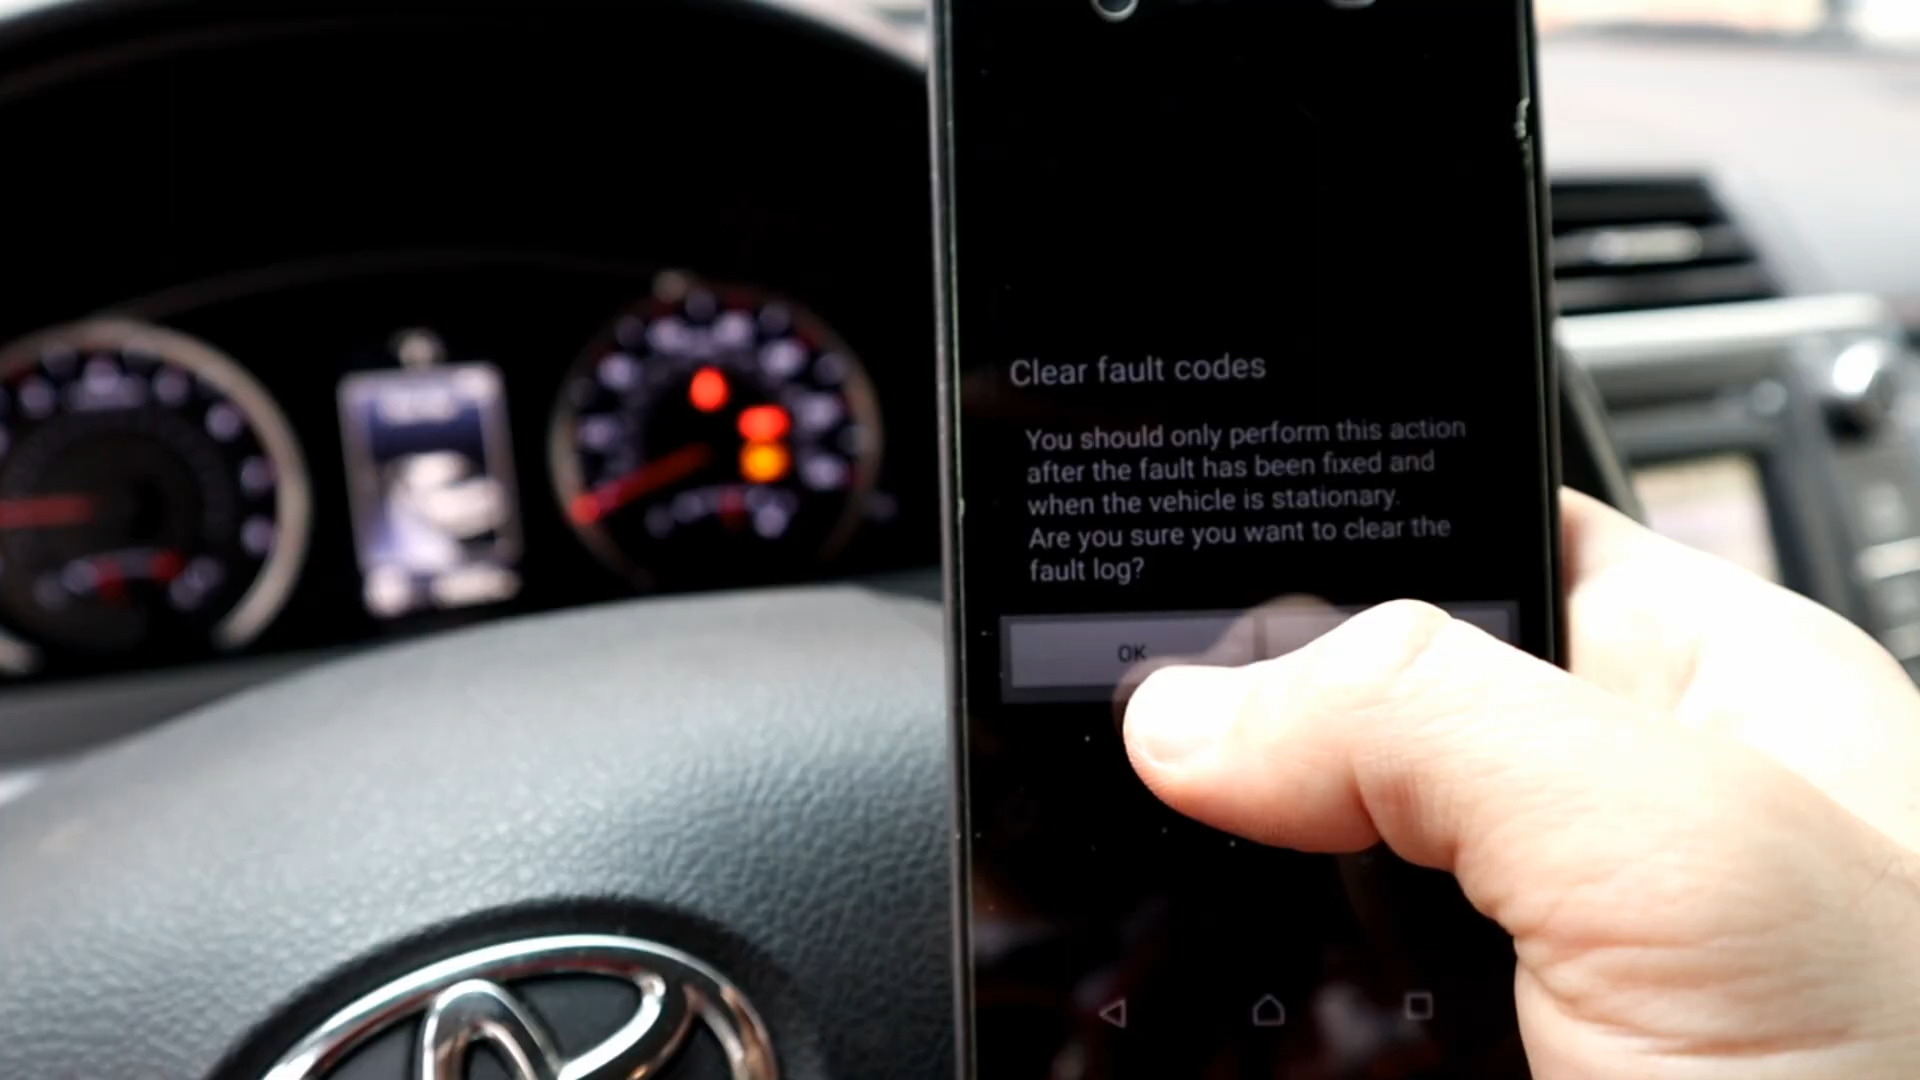 Clear fault codes
You should only perform this action
after the fault has been fixed and
when the vehicle is stationary.
Are you sure you want to clear the
fault log?
OK